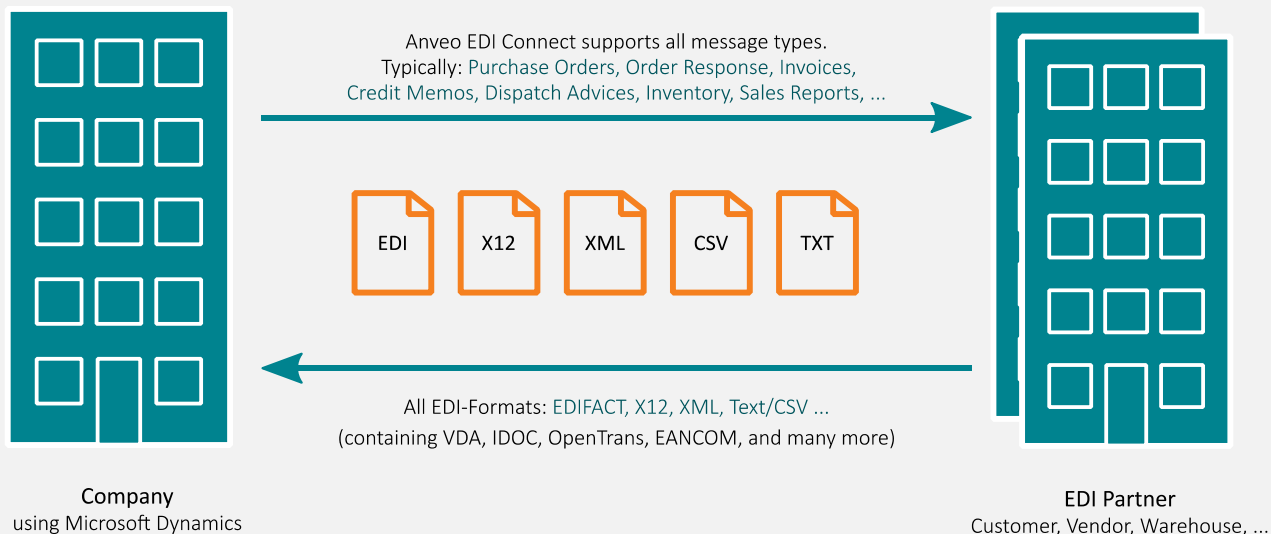 Anveo EDI Connect supports all message types.
Typically: Purchase Orders, Order Response, Invoices,
Credit Memos, Dispatch Advices, Inventory, Sales Reports, ...
EDI
X12
XML
CSV
TXT
All EDI-Formats: EDIFACT, X12, XML, Text/CSV ...
(containing VDA, IDOC, OpenTrans, EANCOM, and many more)
Company
using Microsoft Dynamics
EDI Partner
Customer, Vendor, Warehouse, ...